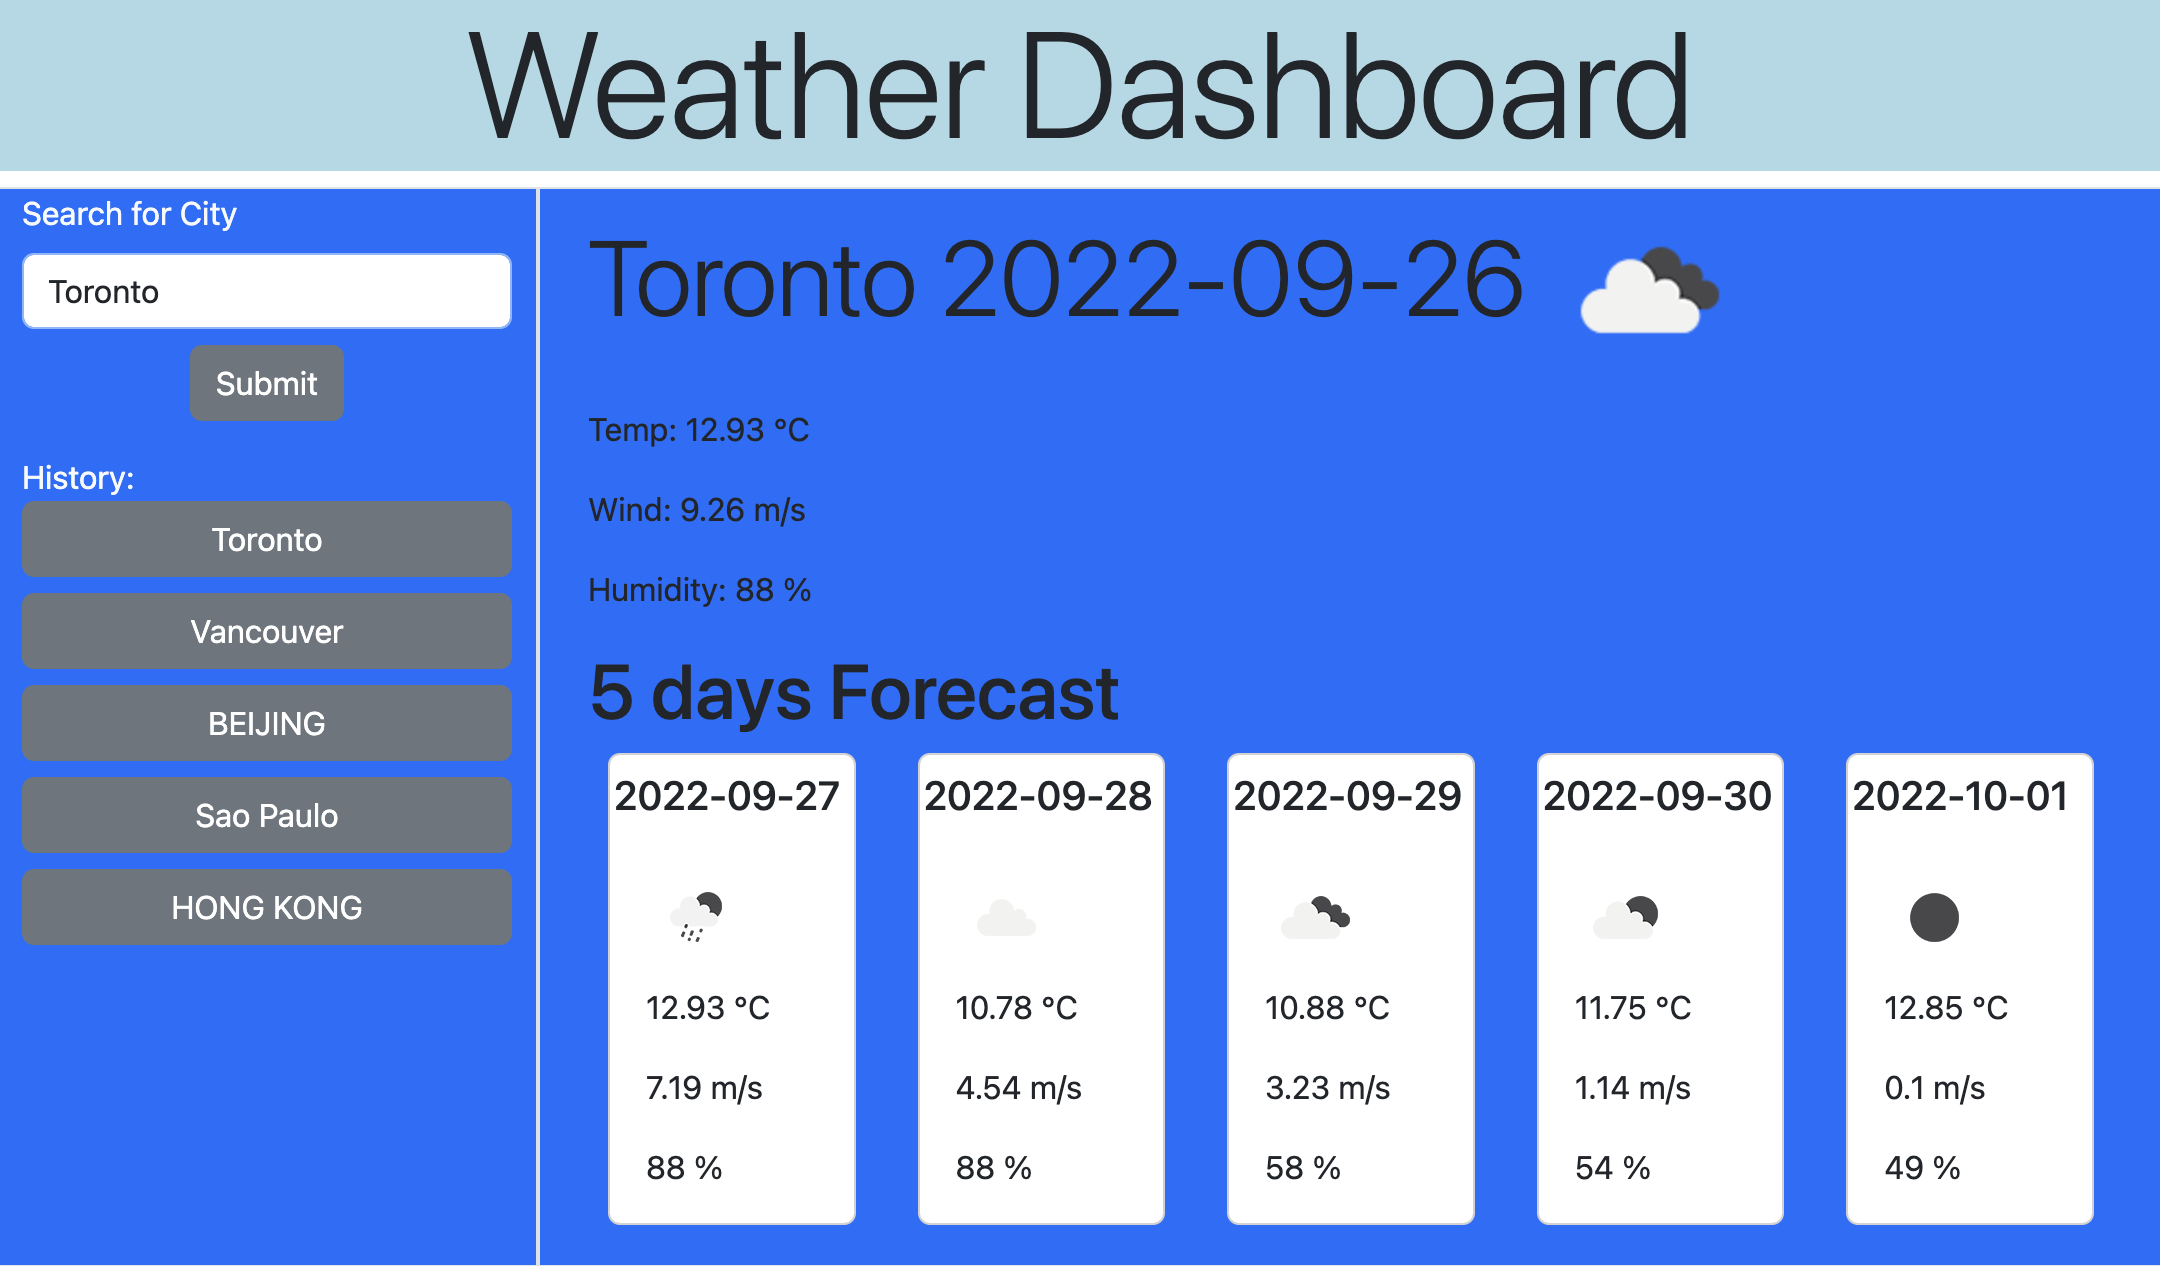 Weather Dashboard
Search for City
Toronto
Submit
History:
Toronto
Vancouver
BEIJING
Sao Paulo
HONG KONG
Toronto 2022-09-26
Temp: 12.93 °C
Wind: 9.26 m/s
Humidity: 88 %
5 days Forecast
2022-09-27
12.93 °C
7.19 m/s
88 %
2022-09-28
10.78 °C
4.54 m/s
88 %
2022-09-29
10.88 °C
3.23 m/s
58 %
2022-09-30
11.75 °C
1.14 m/s
54 %
2022-10-01
12.85 °C
0.1 m/s
49 %